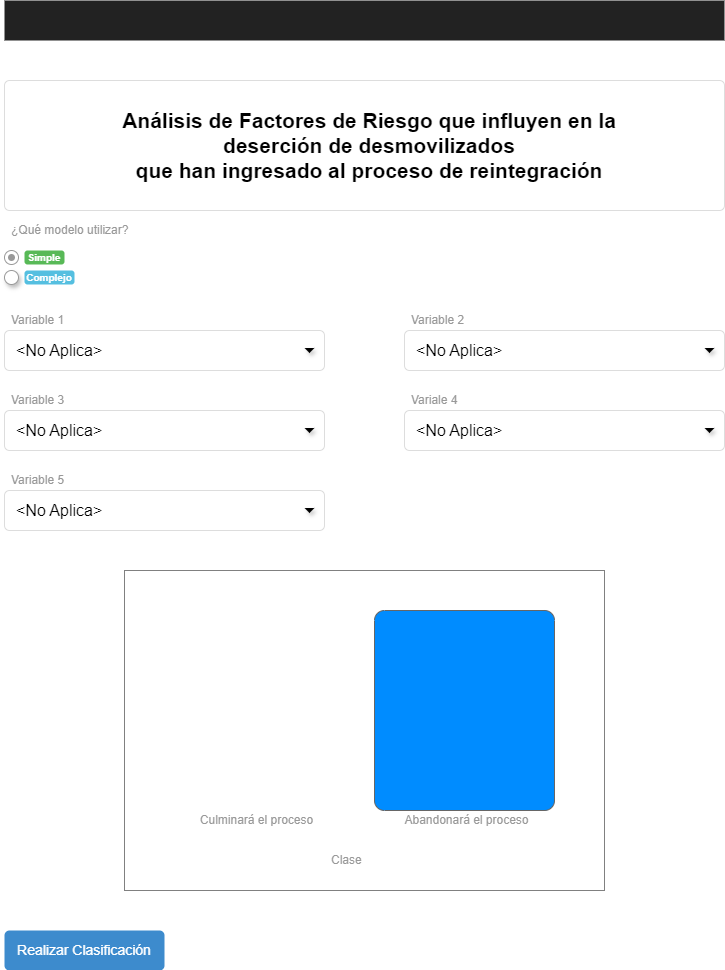 Análisis de Factores de Riesgo que influyen en la
deserción de desmovilizados
que han ingresado al proceso de reintegración
¿Qué modelo utilizar?
Simple
Complejo
Variable 1
Variable 2
<No Aplica>
<No Aplica>
Variable 3
Variale 4
<No Aplica>
<No Aplica>
Variable 5
<No Aplica>
Culminará el proceso
Abandonará el proceso
Clase
Realizar Clasificación